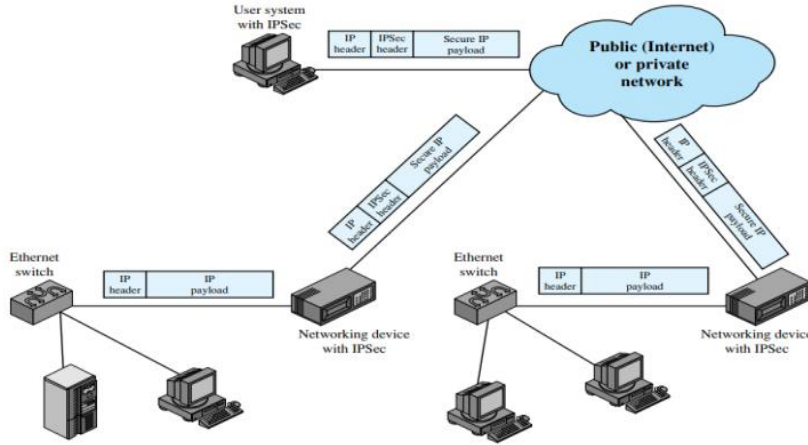 User system
with IPSec
IP
header
IPSec
header
Secure IP
payload
Public (Internet)
or private
network
IP
header
IPSec
header
Secure IP
payload
IP
header
IPSec
header
Secure IP
payload
Ethernet
switch
IP
header
IP
payload
Networking device
with IPSec
Ethernet
switch
IP
header
IP
payload
Networking device
with IPSec